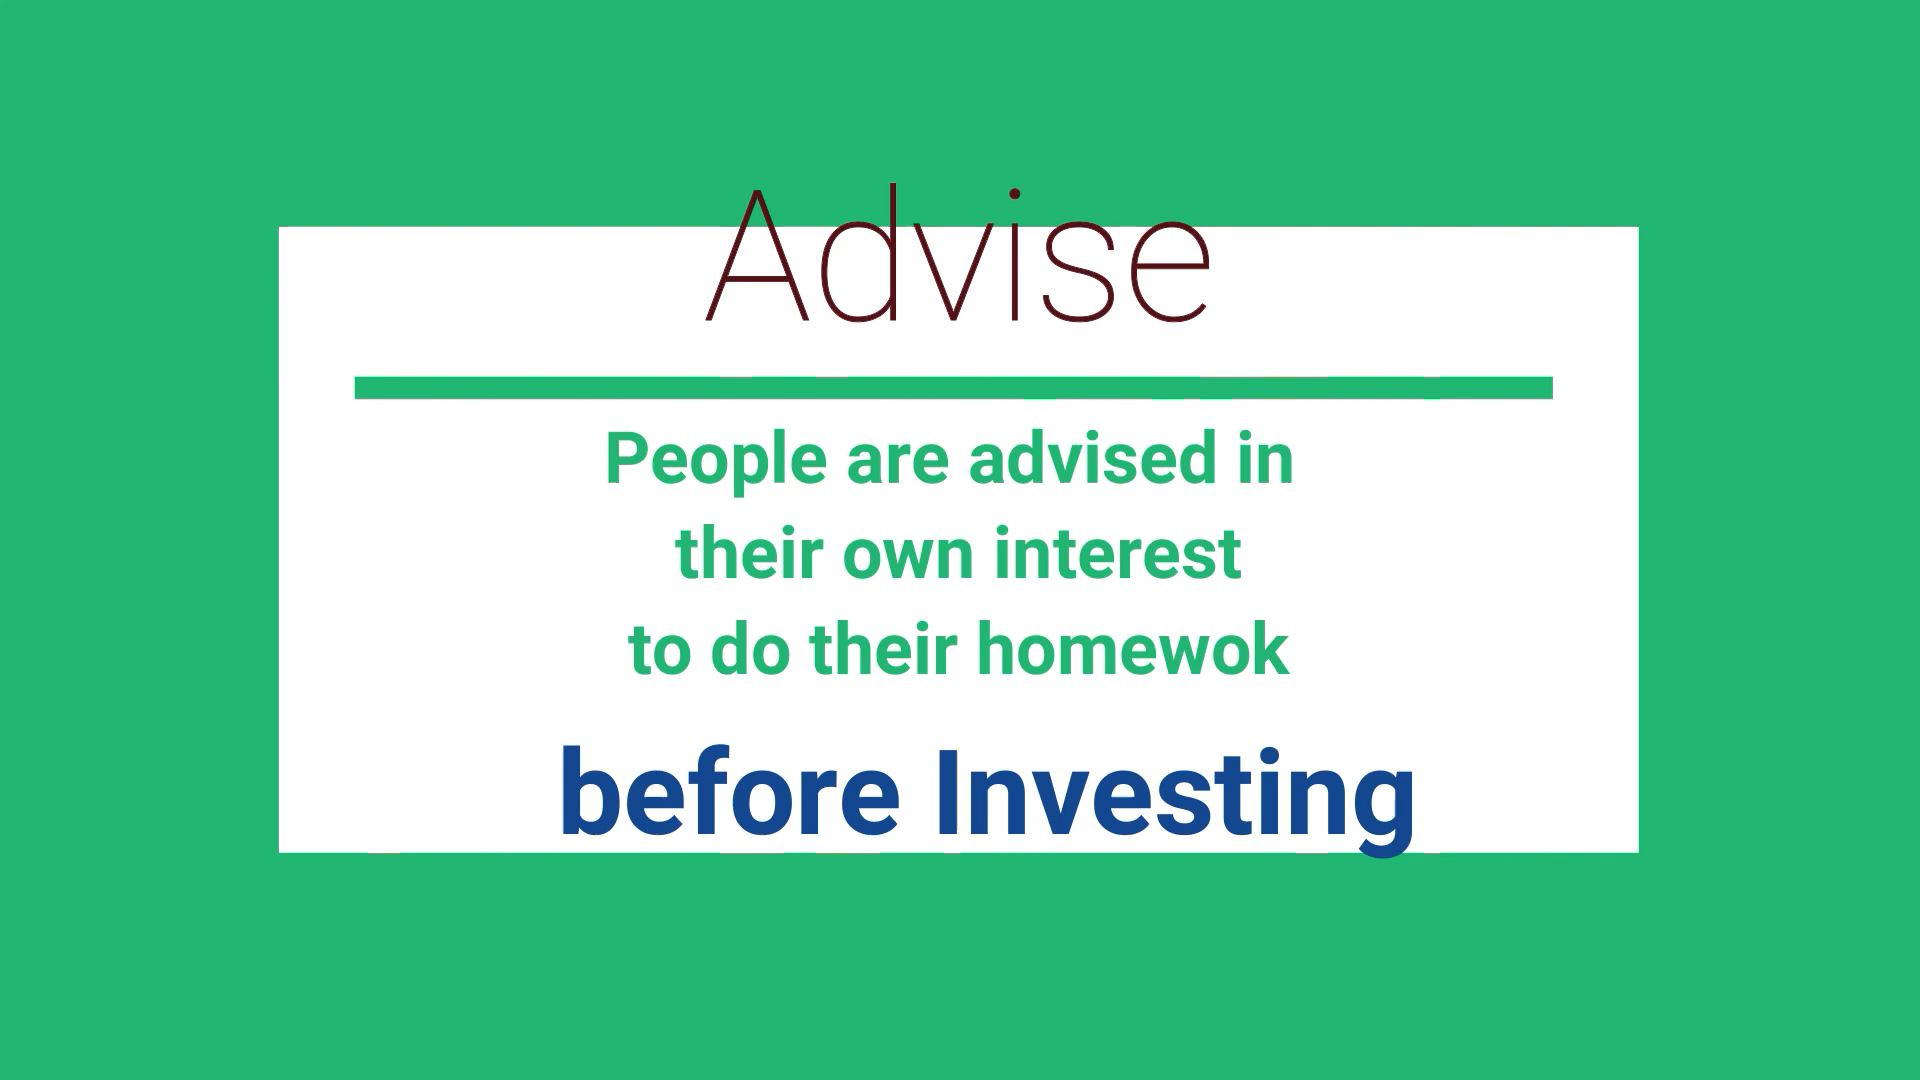 Advise
People are advised in
their own interest
to do their homewok
before Investing